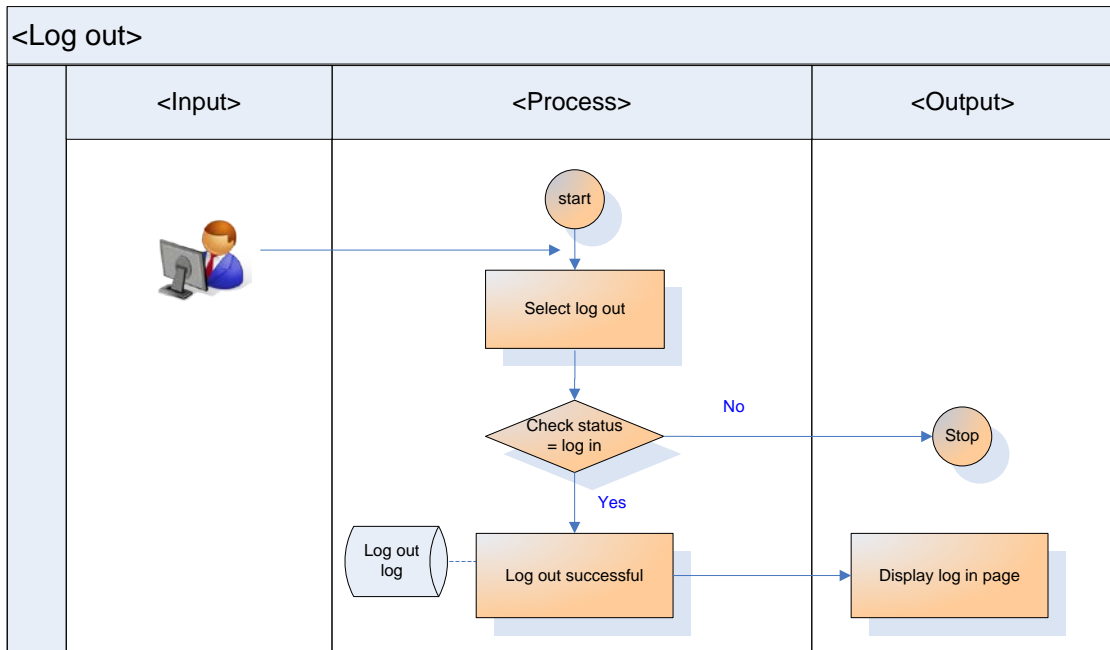 <Log out>
<Input>
<Process>
<Output>
start
Select log out
No
Check status
= log in
Stop
Yes
Log out
log
Log out successful
Display log in page